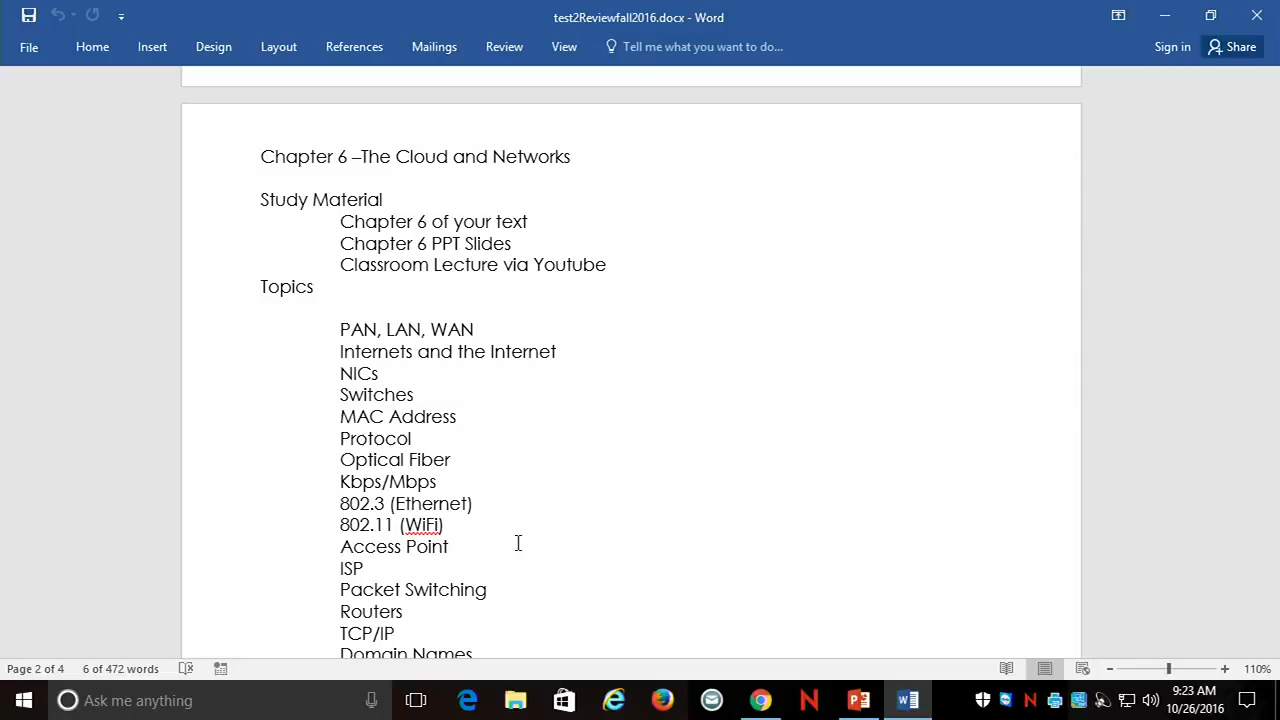 test2Reviewfall2016.docx - Word
File Home Insert Design Layout References Mailings Review View Tell me what you want to do... Sign in Share
Chapter 6 –The Cloud and Networks
Study Material
Chapter 6 of your text
Chapter 6 PPT Slides
Classroom Lecture via Youtube
Topics
PAN, LAN, WAN
Internets and the Internet
NICs
Switches
MAC Address
Protocol
Optical Fiber
Kbps/Mbps
802.3 (Ethernet)
802.11 (WiFi)
Access Point
ISP
Packet Switching
Routers
TCP/IP
Domain Names
Page 2 of 4 6 of 472 words 110%
Ask me anything
9:23 AM
10/26/2016